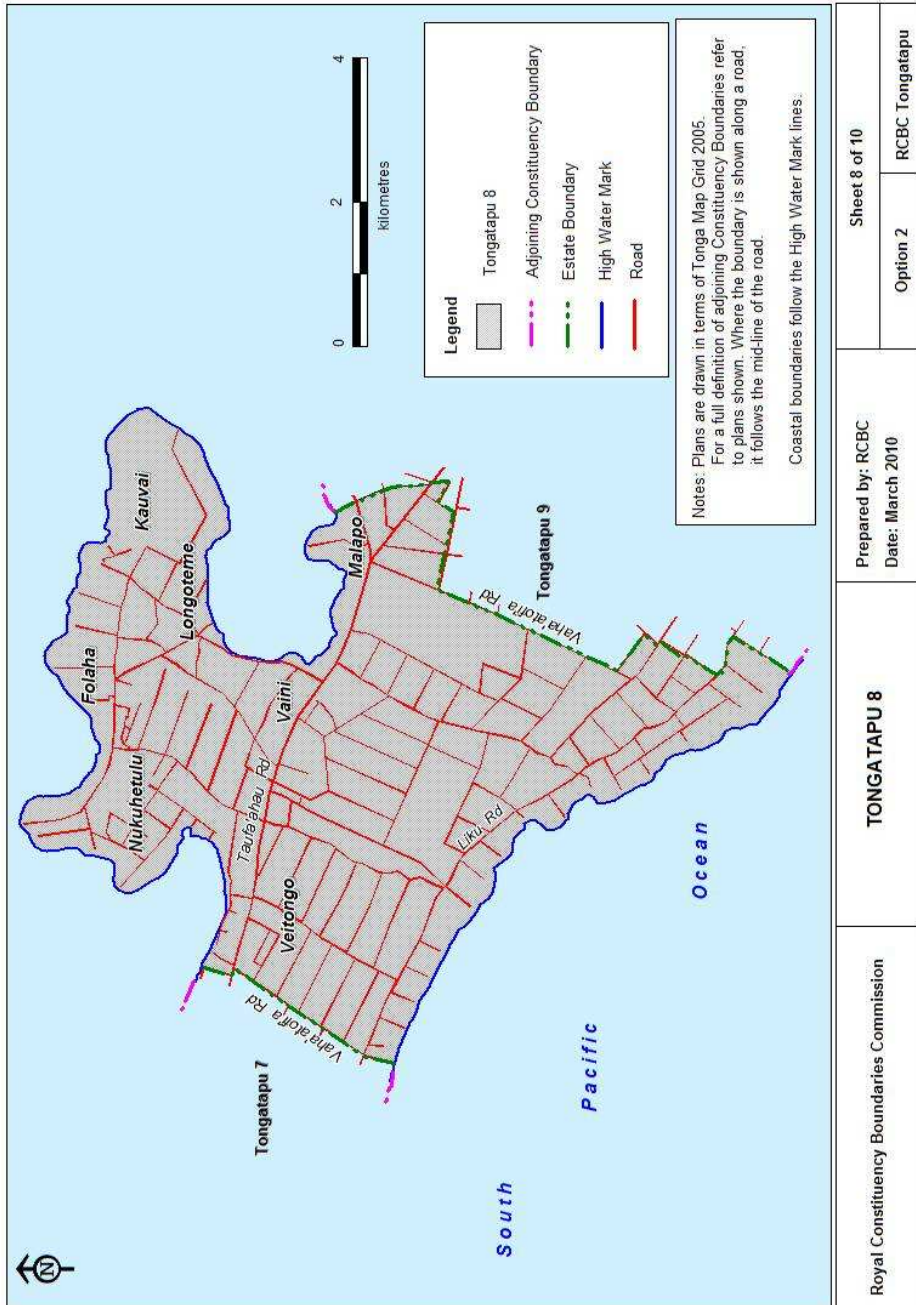 N
Folaha
Kauvai
Nukuhetulu
Longoteme
Taufa'ahau Rd
Vaini
Malapo
Veitongo
Tongatapu 7
Vaha'atofi'a Rd
Tongatapu 9
Vaha'atofi'a Rd
Liku Rd
South
Pacific
Ocean
0 2 4
kilometres
Legend
Tongatapu 8
Adjoining Constituency Boundary
Estate Boundary
High Water Mark
Road
Notes: Plans are drawn in terms of Tonga Map Grid 2005.
For a full definition of adjoining Constituency Boundaries refer
to plans shown. Where the boundary is shown along a road,
it follows the mid-line of the road.
Coastal boundaries follow the High Water Mark lines.
Royal Constituency Boundaries Commission
TONGATAPU 8
Prepared by: RCBC
Date: March 2010
Sheet 8 of 10
Option 2
RCBC Tongatapu